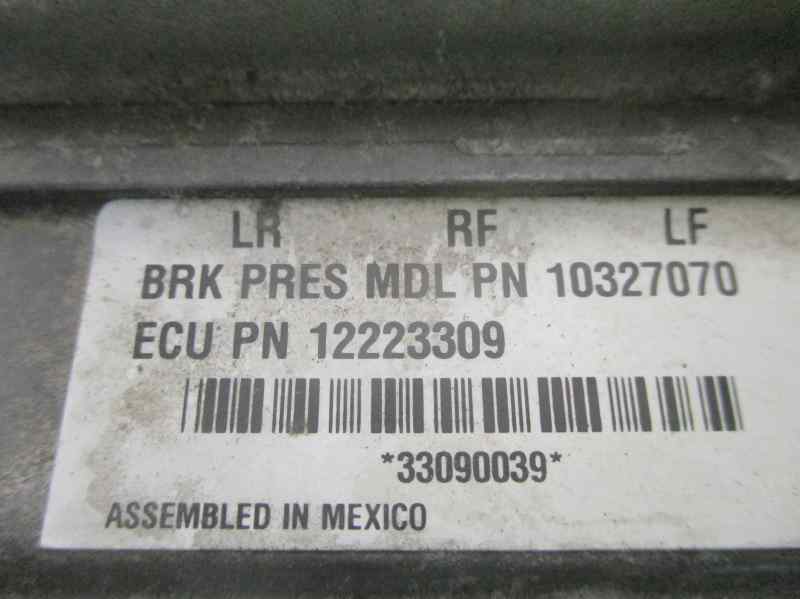 LR RF LF
BRK PRES MDL PN 10327070
ECU PN 12223309
*33090039*
ASSEMBLED IN MEXICO